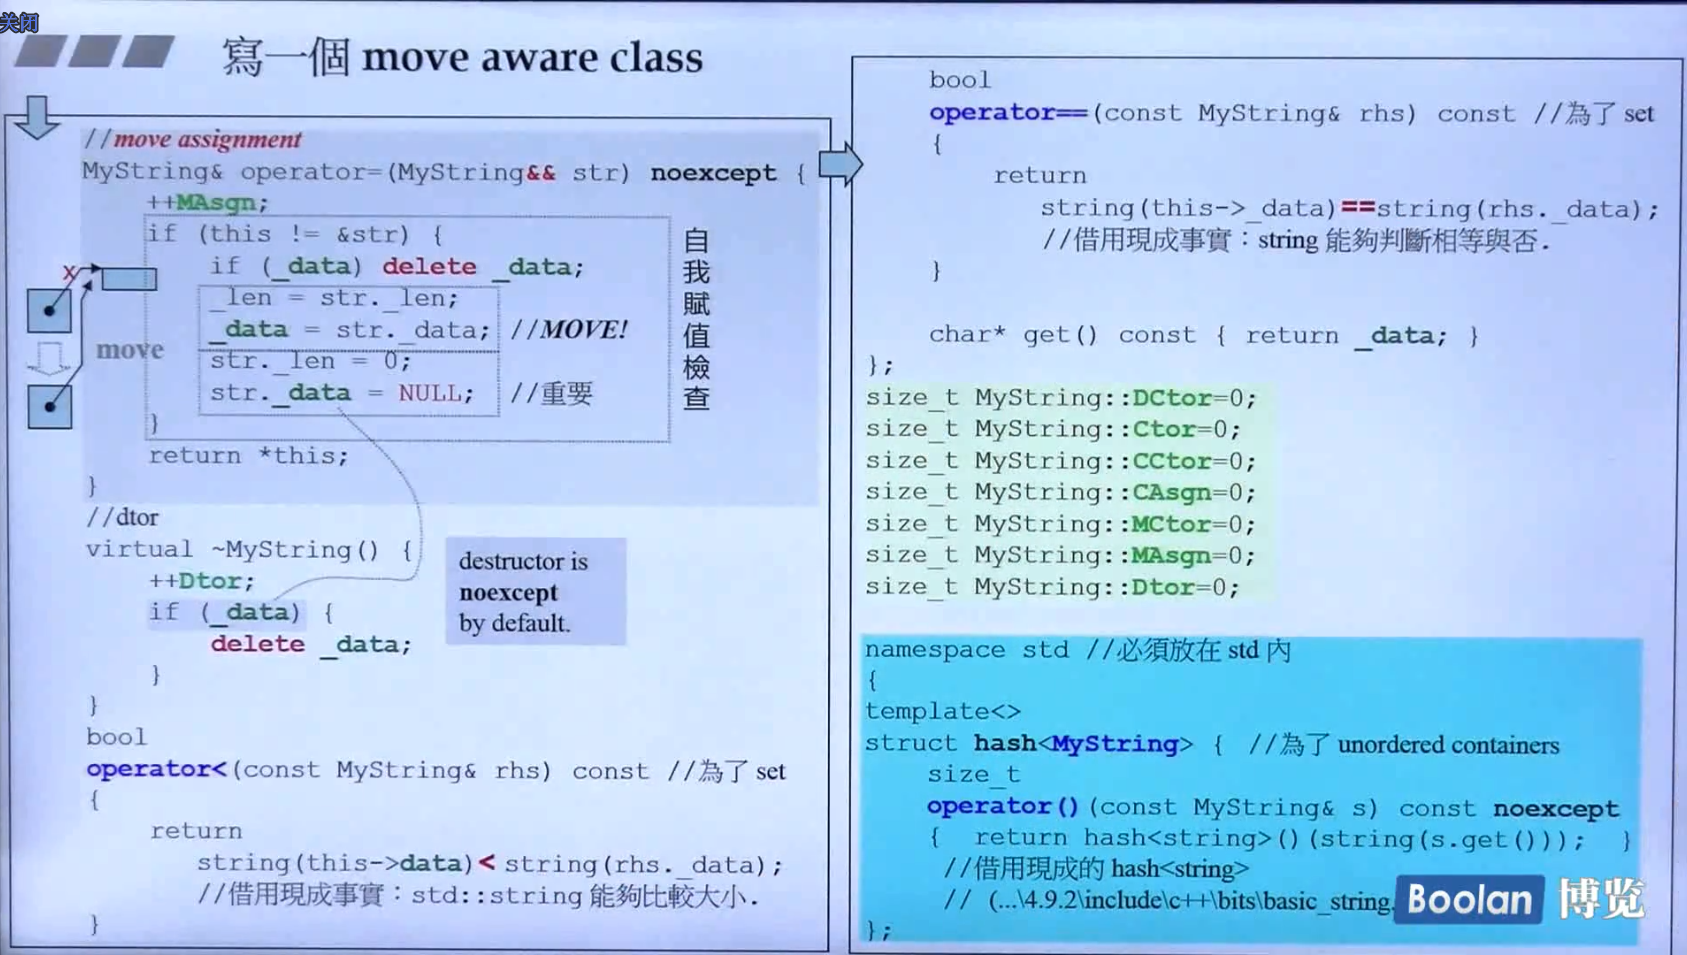 关闭
寫一個 move aware class
//move assignment
MyString& operator=(MyString&& str) noexcept {
++MAsgn;
if (this != &str) {
if (_data) delete _data;
_len = str._len;
_data = str._data; //MOVE!
str._len = 0;
str._data = NULL; //重要
}
return *this;
}
自我賦值檢查
x
move
//dtor
virtual ~MyString() {
++Dtor;
if (_data) {
delete _data;
}
}
destructor is
noexcept
by default.
bool
operator<(const MyString& rhs) const //為了 set
{
return
string(this->data)< string(rhs._data);
//借用現成事實：std::string 能夠比較大小.
}
bool
operator==(const MyString& rhs) const //為了 set
{
return
string(this->_data)==string(rhs._data);
//借用現成事實：string 能夠判斷相等與否.
}
char* get() const { return _data; }
};
size_t MyString::DCtor=0;
size_t MyString::Ctor=0;
size_t MyString::CCtor=0;
size_t MyString::CAsgn=0;
size_t MyString::MCtor=0;
size_t MyString::MAsgn=0;
size_t MyString::Dtor=0;
namespace std //必須放在 std 內
{
template<>
struct hash<MyString> { //為了 unordered containers
size_t
operator()(const MyString& s) const noexcept
{ return hash<string>()(string(s.get())); }
//借用現成的 hash<string>
// (...\4.9.2\include\c++\bits\basic_string.
};
Boolan 博览